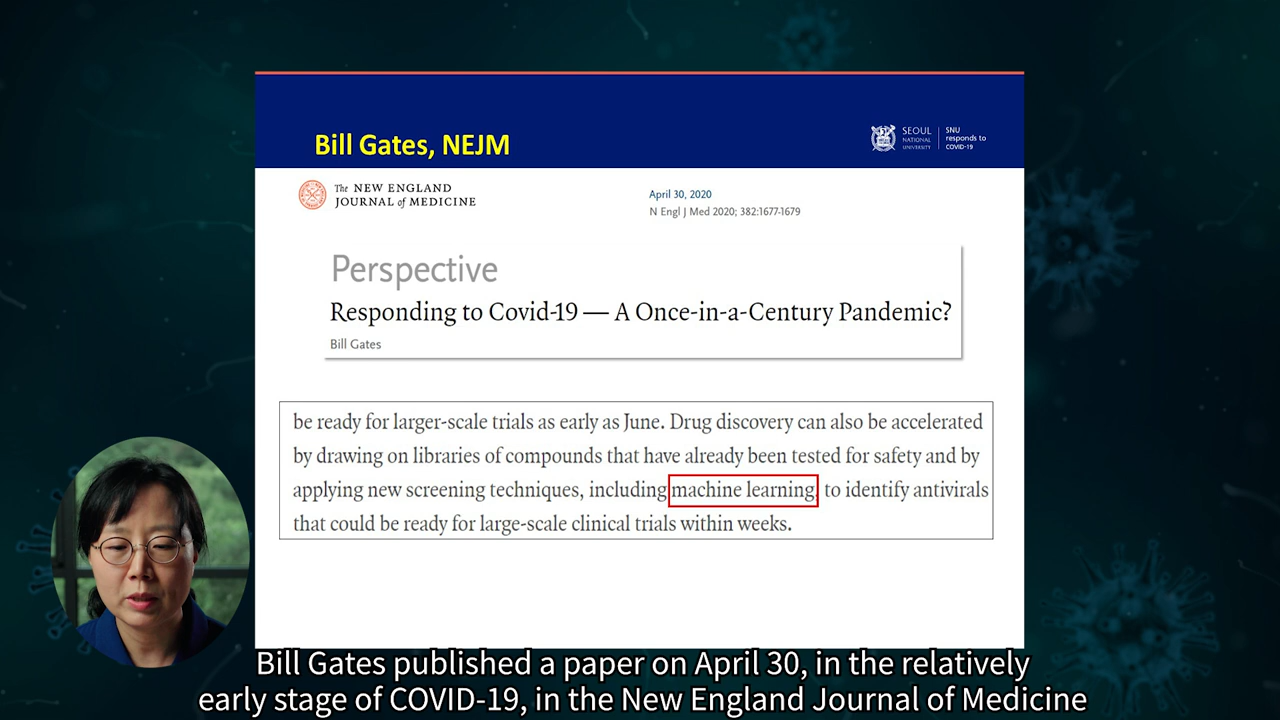 Bill Gates, NEJM
SEOUL
NATIONAL
UNIVERSITY
SNU
responds to
COVID-19
The NEW ENGLAND
JOURNAL of MEDICINE
April 30, 2020
N Engl J Med 2020; 382:1677-1679
Perspective
Responding to Covid-19 — A Once-in-a-Century Pandemic?
Bill Gates
be ready for larger-scale trials as early as June. Drug discovery can also be accelerated
by drawing on libraries of compounds that have already been tested for safety and by
applying new screening techniques, including machine learning, to identify antivirals
that could be ready for large-scale clinical trials within weeks.
Bill Gates published a paper on April 30, in the relatively
early stage of COVID-19, in the New England Journal of Medicine